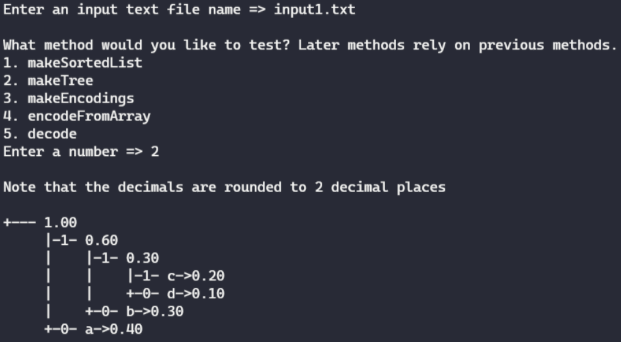 Enter an input text file name => input1.txt
What method would you like to test? Later methods rely on previous methods.
1. makeSortedList
2. makeTree
3. makeEncodings
4. encodeFromArray
5. decode
Enter a number => 2
Note that the decimals are rounded to 2 decimal places
+--- 1.00
     |-1- 0.60
     |    |-1- 0.30
     |    |    |-1- c->0.20
     |    |    +-0- d->0.10
     |    +-0- b->0.30
     +-0- a->0.40